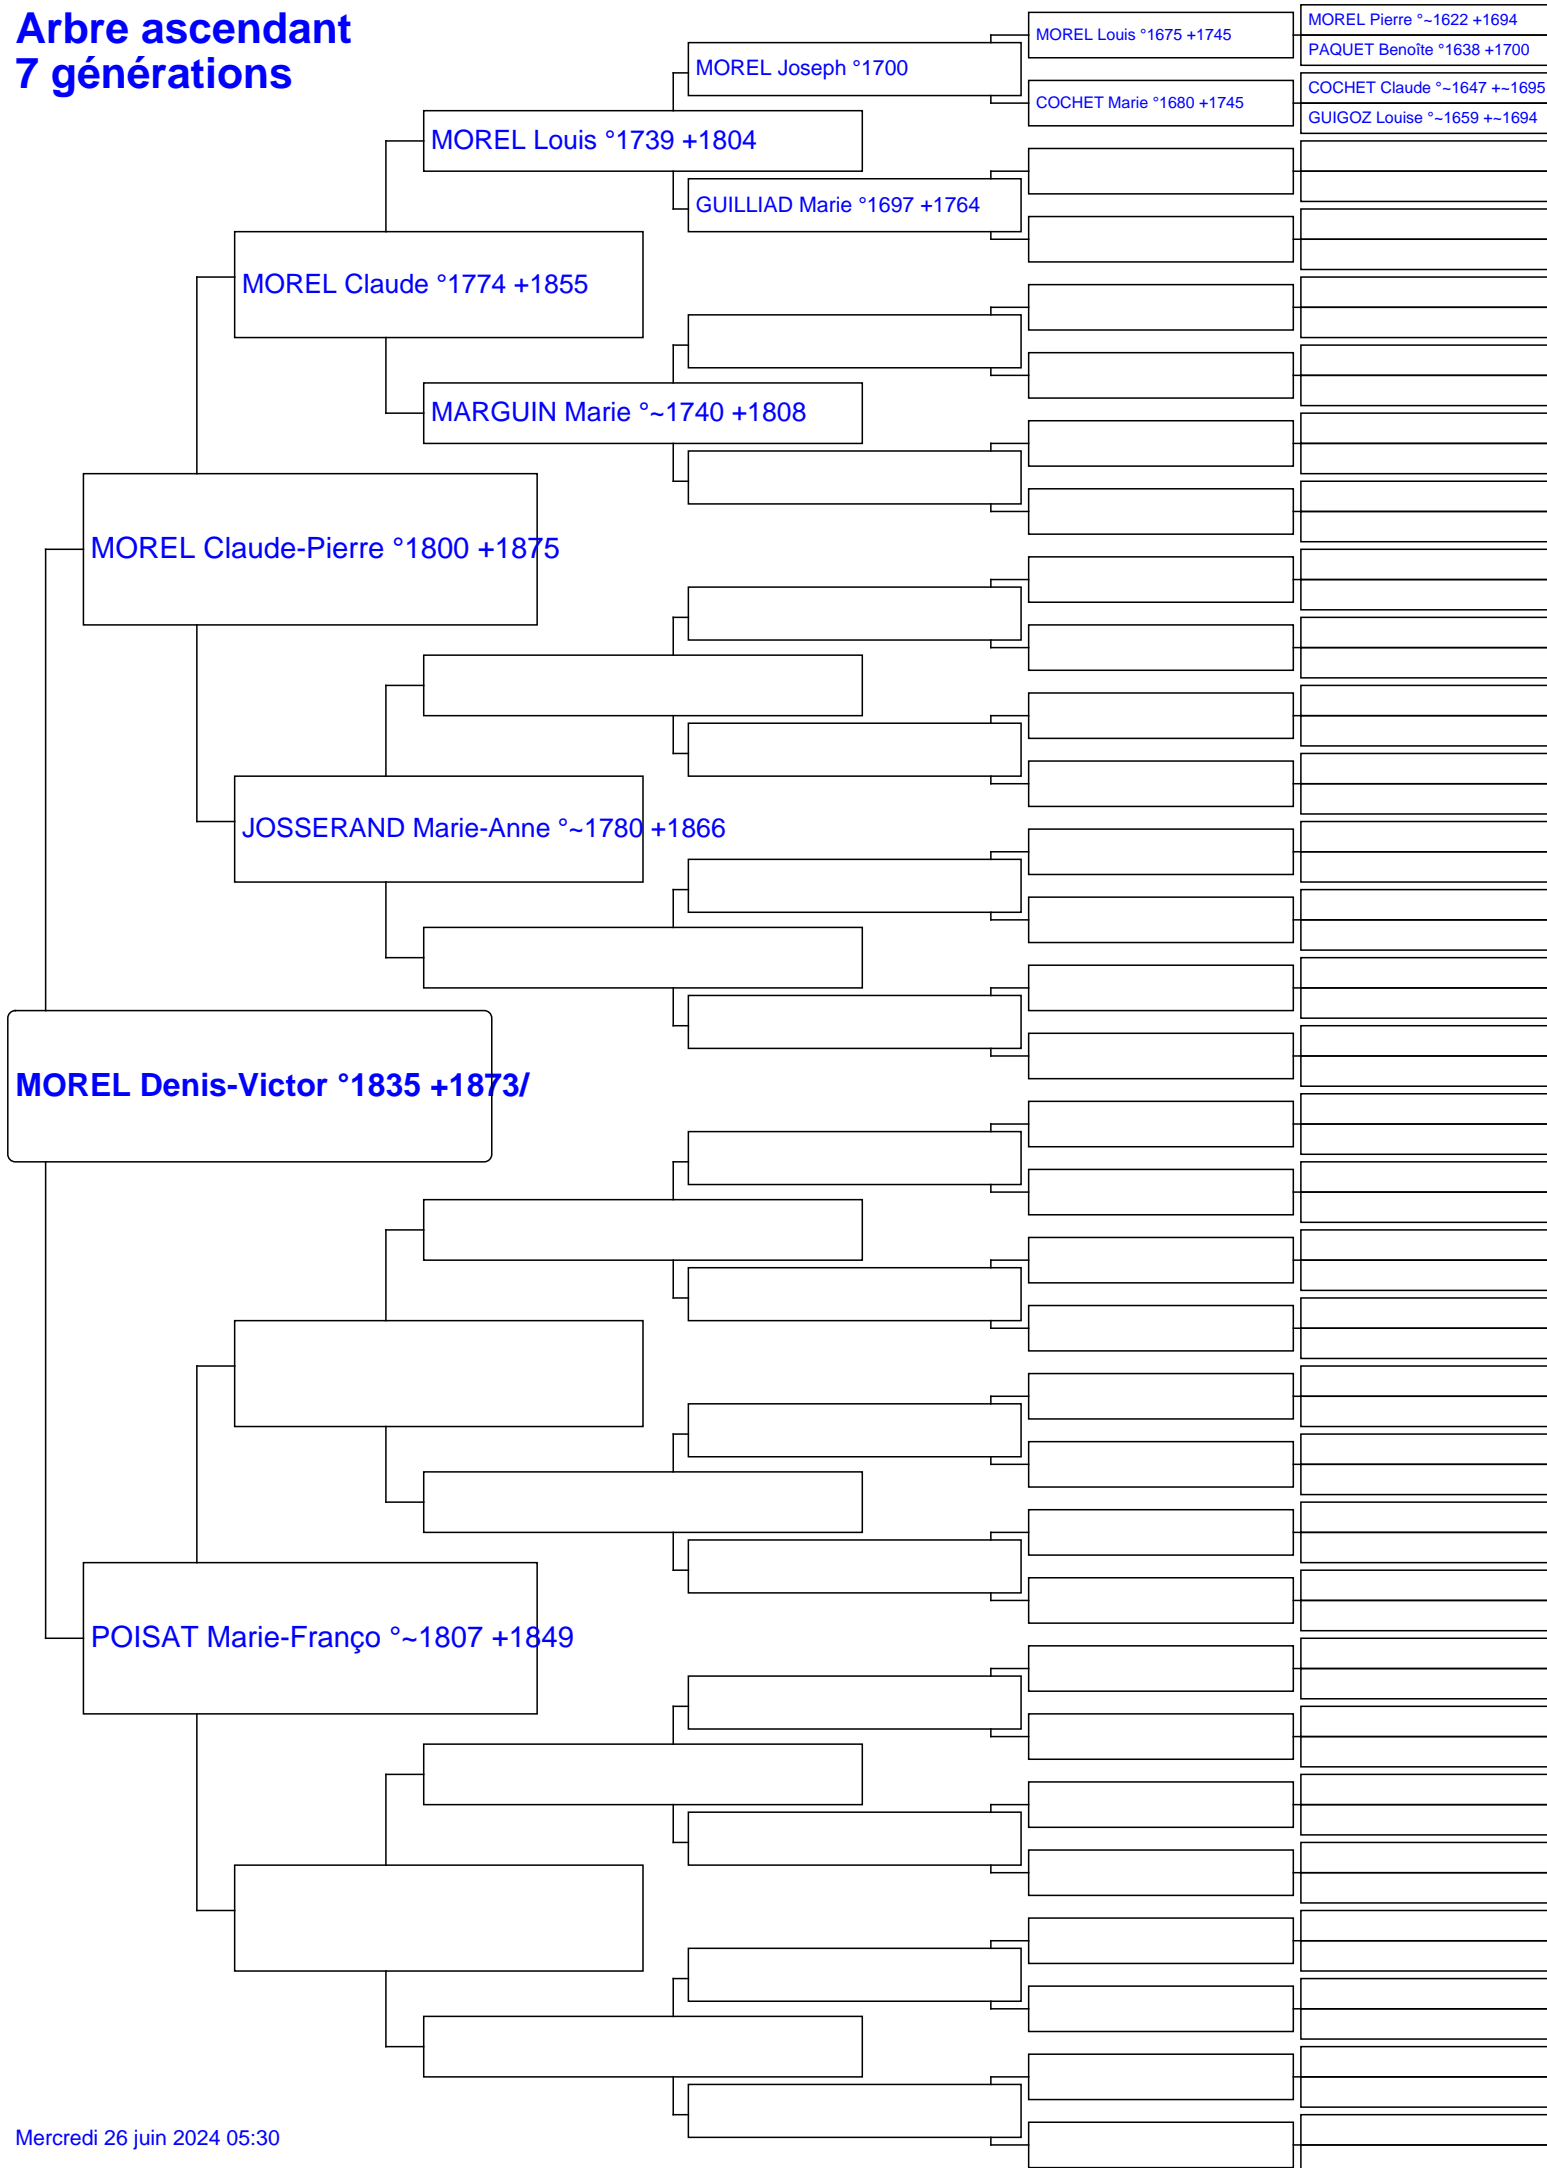 Arbre ascendant
7 générations
MOREL Pierre °~1622 +1694
MOREL Louis °1675 +1745
PAQUET Benoîte °1638 +1700
MOREL Joseph °1700
COCHET Claude °~1647 +~1695
COCHET Marie °1680 +1745
GUIGOZ Louise °~1659 +~1694
MOREL Louis °1739 +1804
GUILLIAD Marie °1697 +1764
MOREL Claude °1774 +1855
MARGUIN Marie °~1740 +1808
MOREL Claude-Pierre °1800 +1875
JOSSERAND Marie-Anne °~1780 +1866
MOREL Denis-Victor °1835 +1873/
POISAT Marie-Franço °~1807 +1849
Mercredi 26 juin 2024 05:30